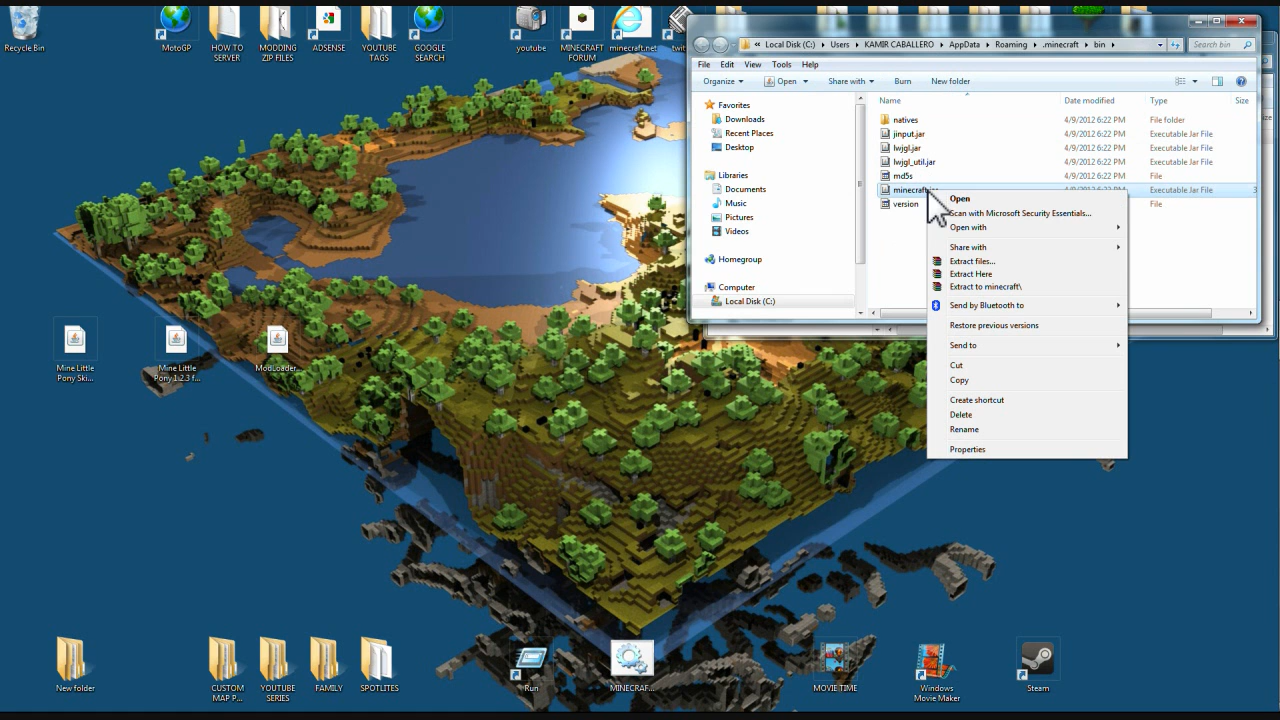 Recycle Bin
MotoGP
HOW TO
SERVER
MODDING
ZIP FILES
ADSENSE
YOUTUBE
TAGS
GOOGLE
SEARCH
youtube
MINECRAFT
FORUM
minecraft.net
« Local Disk (C:) Users KAMIR CABALLERO AppData Roaming .minecraft bin
Search bin
File Edit View Tools Help
Organize Open Share with Burn New folder
Name Date modified Type Size
Favorites
Downloads
Recent Places
Desktop
Libraries
Documents
Music
Pictures
Videos
Homegroup
Computer
Local Disk (C:)
natives 4/9/2012 6:22 PM File folder
jinput.jar 4/9/2012 6:22 PM Executable Jar File
lwjgl.jar 4/9/2012 6:22 PM Executable Jar File
lwjgl_util.jar 4/9/2012 6:22 PM Executable Jar File
md5s 4/9/2012 6:22 PM File
minecraft.jar 4/9/2012 6:22 PM Executable Jar File 3
version File
Open
Scan with Microsoft Security Essentials...
Open with
Share with
Extract files...
Extract Here
Extract to minecraft\
Send by Bluetooth to
Restore previous versions
Send to
Cut
Copy
Create shortcut
Delete
Rename
Properties
Mine Little
Pony Ski...
Mine Little
Pony 1.2.3 f...
ModLoader...
New folder
CUSTOM
MAP P...
YOUTUBE
SERIES
FAMILY
SPOTLITES
Run
MINECRAF...
MOVIE TIME
Windows
Movie Maker
Steam